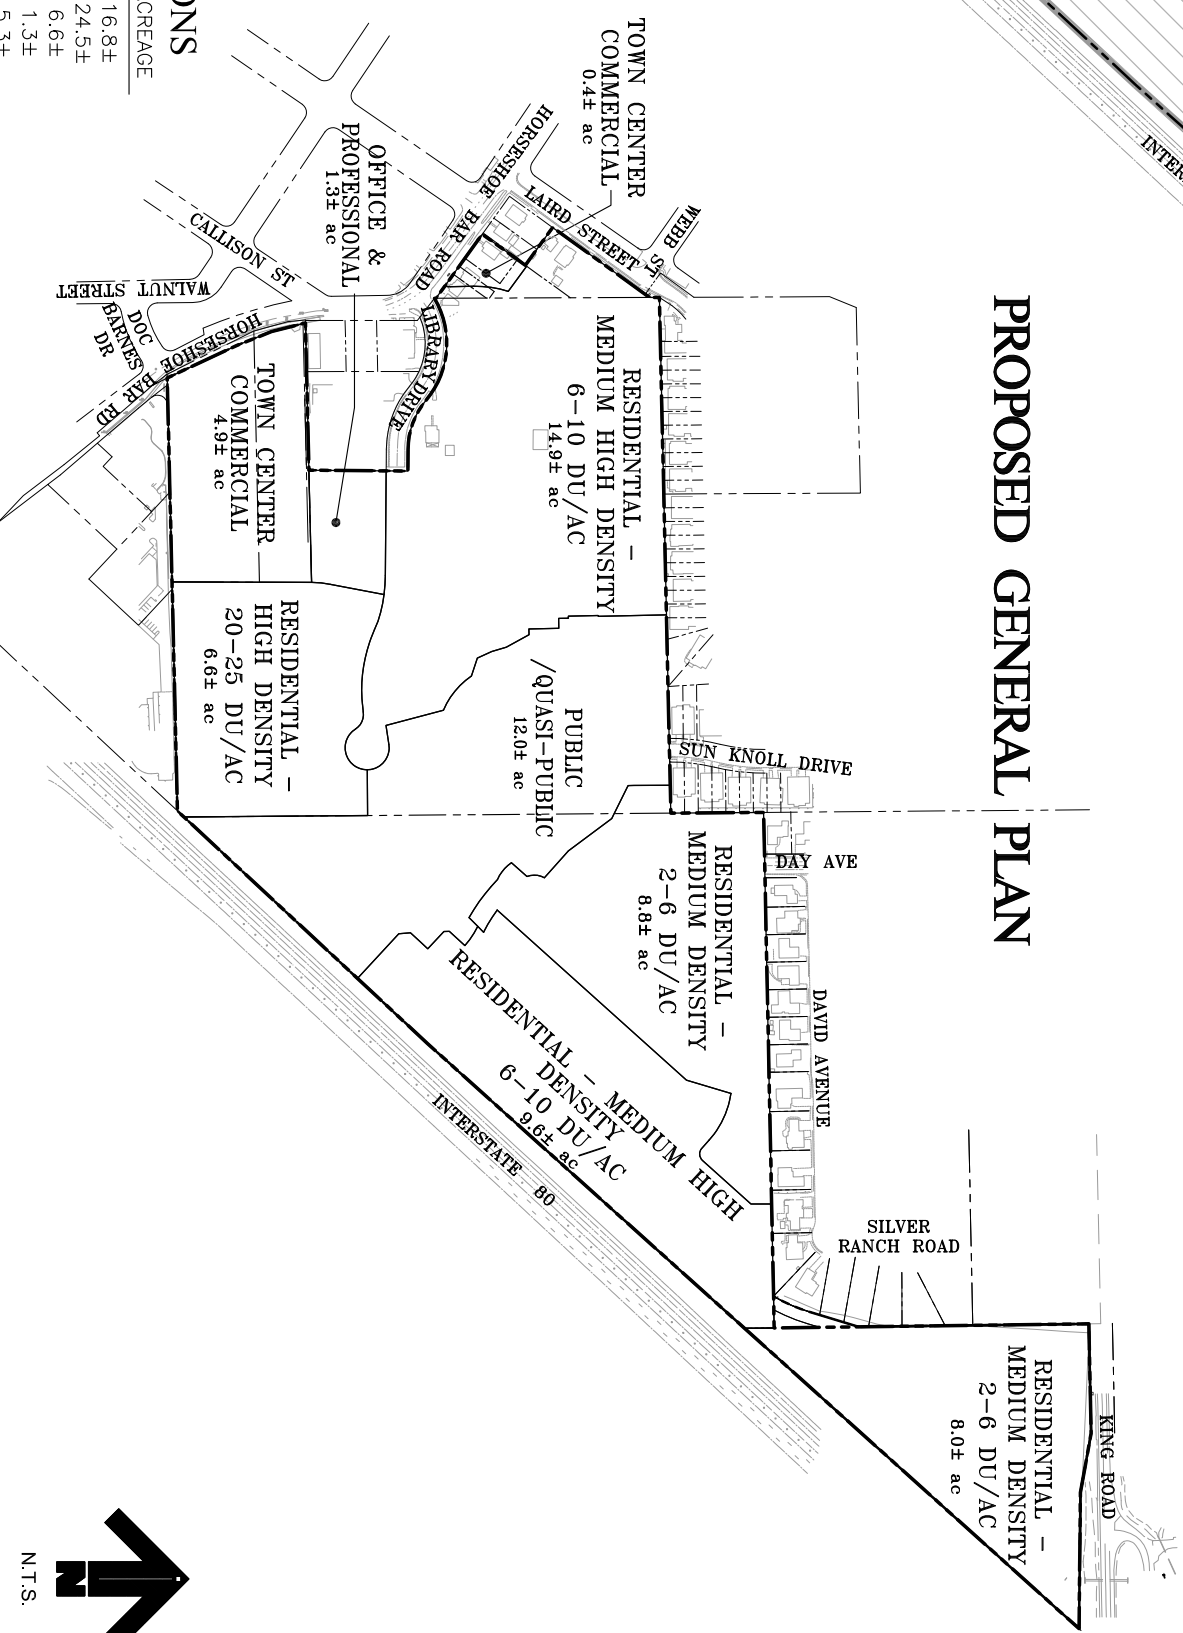 PROPOSED GENERAL PLAN
TOWN CENTER
COMMERCIAL
0.4± ac
HORSESHOE BAR ROAD
LAIRD STREET
WEBB ST
OFFICE &
PROFESSIONAL
1.3± ac
CALLISON ST
WALNUT STREET
DOC
BARNES
DR
HORSESHOE BAR RD
LIBRARY DRIVE
TOWN CENTER
COMMERCIAL
4.9± ac
RESIDENTIAL –
MEDIUM HIGH DENSITY
6–10 DU/AC
14.9± ac
RESIDENTIAL –
HIGH DENSITY
20–25 DU/AC
6.6± ac
PUBLIC
/QUASI–PUBLIC
12.0± ac
SUN KNOLL DRIVE
DAY AVE
DAVID AVENUE
RESIDENTIAL –
MEDIUM DENSITY
2–6 DU/AC
8.8± ac
RESIDENTIAL – MEDIUM HIGH
DENSITY
6–10 DU/AC
9.6± ac
INTERSTATE 80
SILVER
RANCH ROAD
RESIDENTIAL –
MEDIUM DENSITY
2–6 DU/AC
8.0± ac
KING ROAD
INTER
ONS
CREAGE
16.8±
24.5±
6.6±
1.3±
5.3±
N
N.T.S.